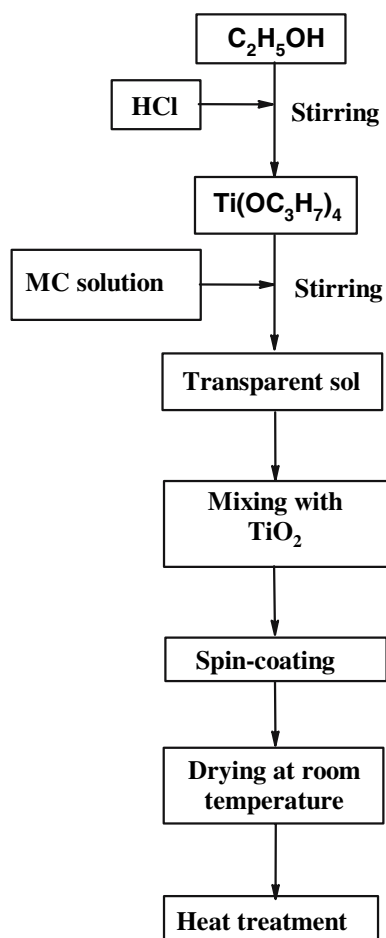 C₂H₅OH
HCl
Stirring
Ti(OC₃H₇)₄
MC solution
Stirring
Transparent sol
Mixing with
TiO₂
Spin-coating
Drying at room
temperature
Heat treatment